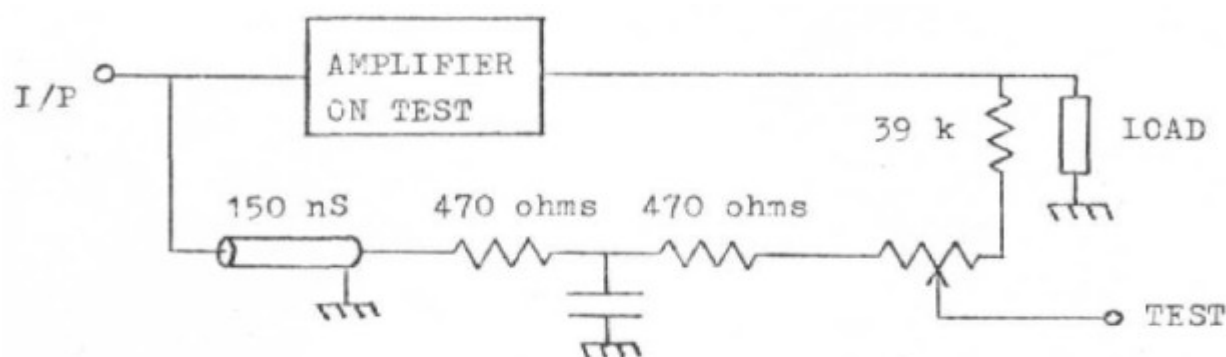 AMPLIFIER
ON TEST
I/P
39 k
LOAD
150 nS
470 ohms
470 ohms
TEST